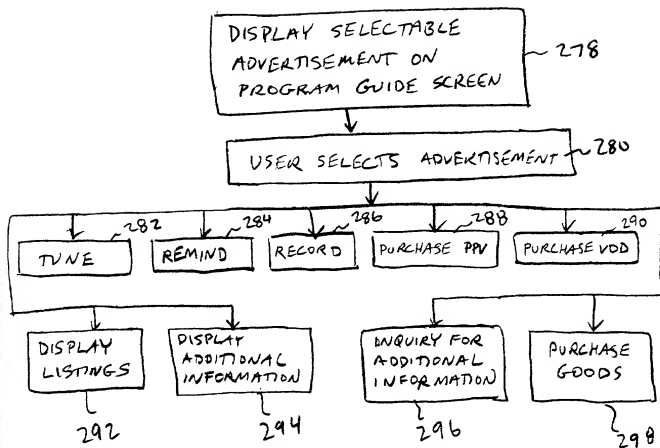 DISPLAY SELECTABLE
ADVERTISEMENT ON
PROGRAM GUIDE SCREEN
278
USER SELECTS ADVERTISEMENT
280
282
284
286
288
290
TUNE
REMIND
RECORD
PURCHASE PPV
PURCHASE VOD
DISPLAY
LISTINGS
DISPLAY
ADDITIONAL
INFORMATION
INQUIRY FOR
ADDITIONAL
INFORMATION
PURCHASE
GOODS
292
294
296
298